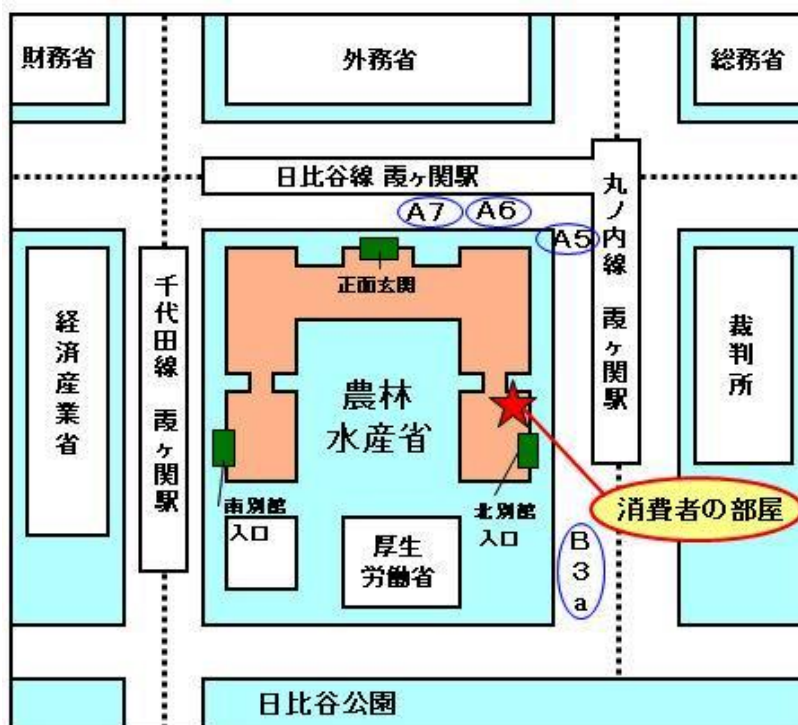 財務省
外務省
総務省
日比谷線 霞ヶ関駅
A7
A6
A5
丸ノ内線 霞ヶ関駅
正面玄関
千代田線 霞ヶ関駅
経済産業省
裁判所
農林
水産省
消費者の部屋
南別館
入口
北別館
入口
厚生
労働省
B3a
日比谷公園